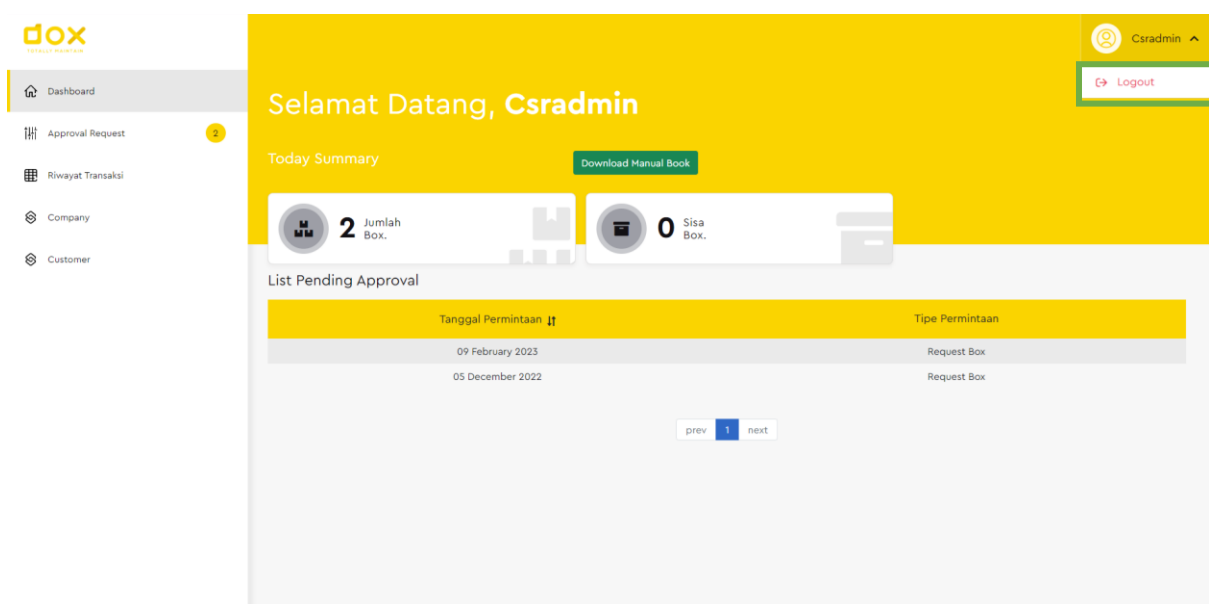 dox
TOTALLY MAINTAIN
Csradmin
Logout
Dashboard
Approval Request 2
Riwayat Transaksi
Company
Customer
Selamat Datang, Csradmin
Today Summary
Download Manual Book
2 Jumlah
Box.
0 Sisa
Box.
List Pending Approval
Tanggal Permintaan Tipe Permintaan
09 February 2023 Request Box
05 December 2022 Request Box
prev 1 next